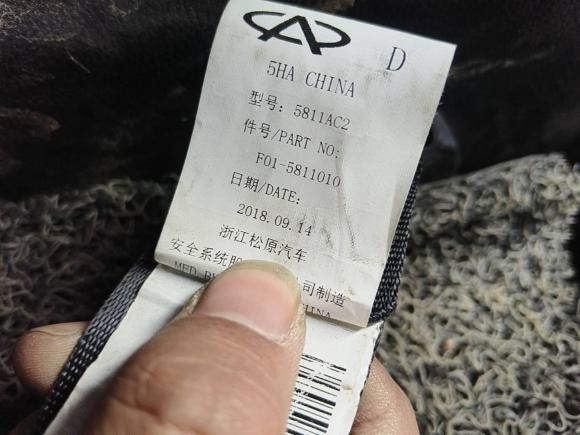 D
5HA CHINA
型号: 5811AC2
件号/PART NO:
F01-5811010
日期/DATE:
2018.09.14
浙江松原汽车
安全系统 司制造